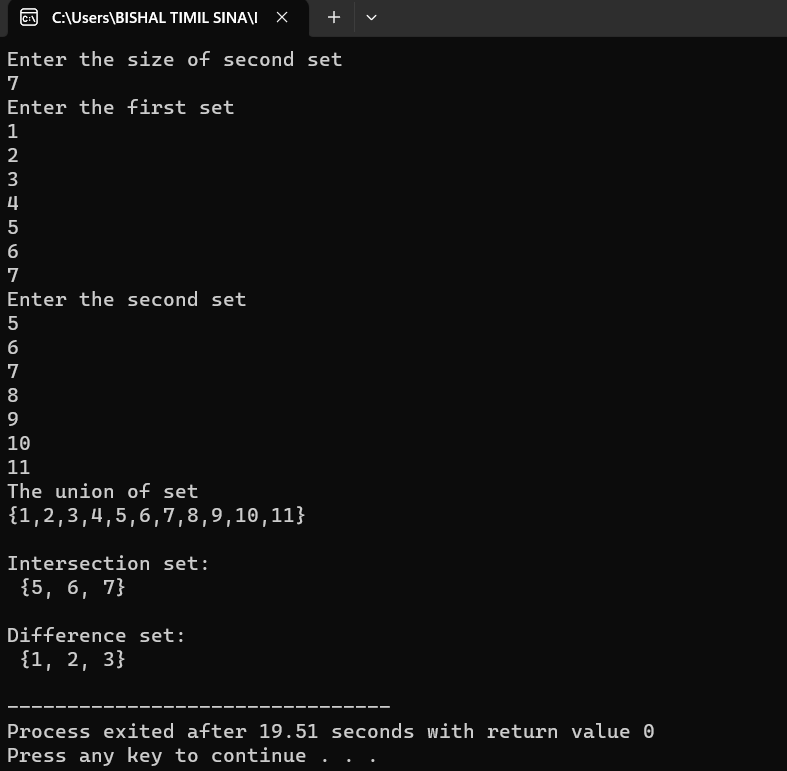 C:\Users\BISHAL TIMIL SINA\
Enter the size of second set
7
Enter the first set
1
2
3
4
5
6
7
Enter the second set
5
6
7
8
9
10
11
The union of set
{1,2,3,4,5,6,7,8,9,10,11}
Intersection set:
{5, 6, 7}
Difference set:
{1, 2, 3}
--------------------------------
Process exited after 19.51 seconds with return value 0
Press any key to continue . . .